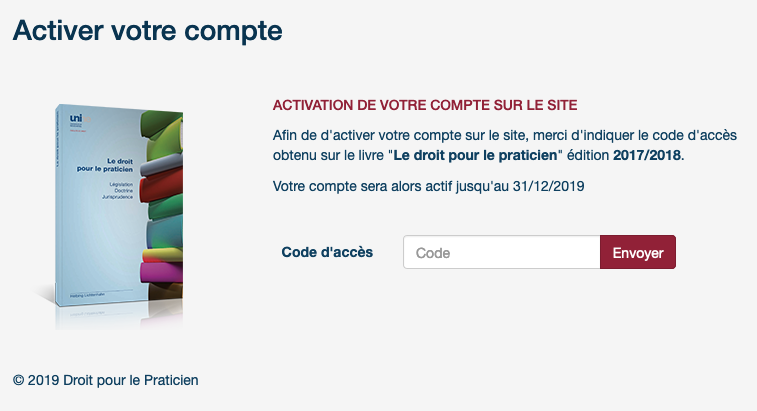 Activer votre compte
ACTIVATION DE VOTRE COMPTE SUR LE SITE
Afin de d'activer votre compte sur le site, merci d'indiquer le code d'accès
obtenu sur le livre "Le droit pour le praticien" édition 2017/2018.
Votre compte sera alors actif jusqu'au 31/12/2019
uni
Le droit
pour le praticien
Législation
Doctrine
Jurisprudence
Helbing Lichtenhahn
Code d'accès
Code
Envoyer
© 2019 Droit pour le Praticien